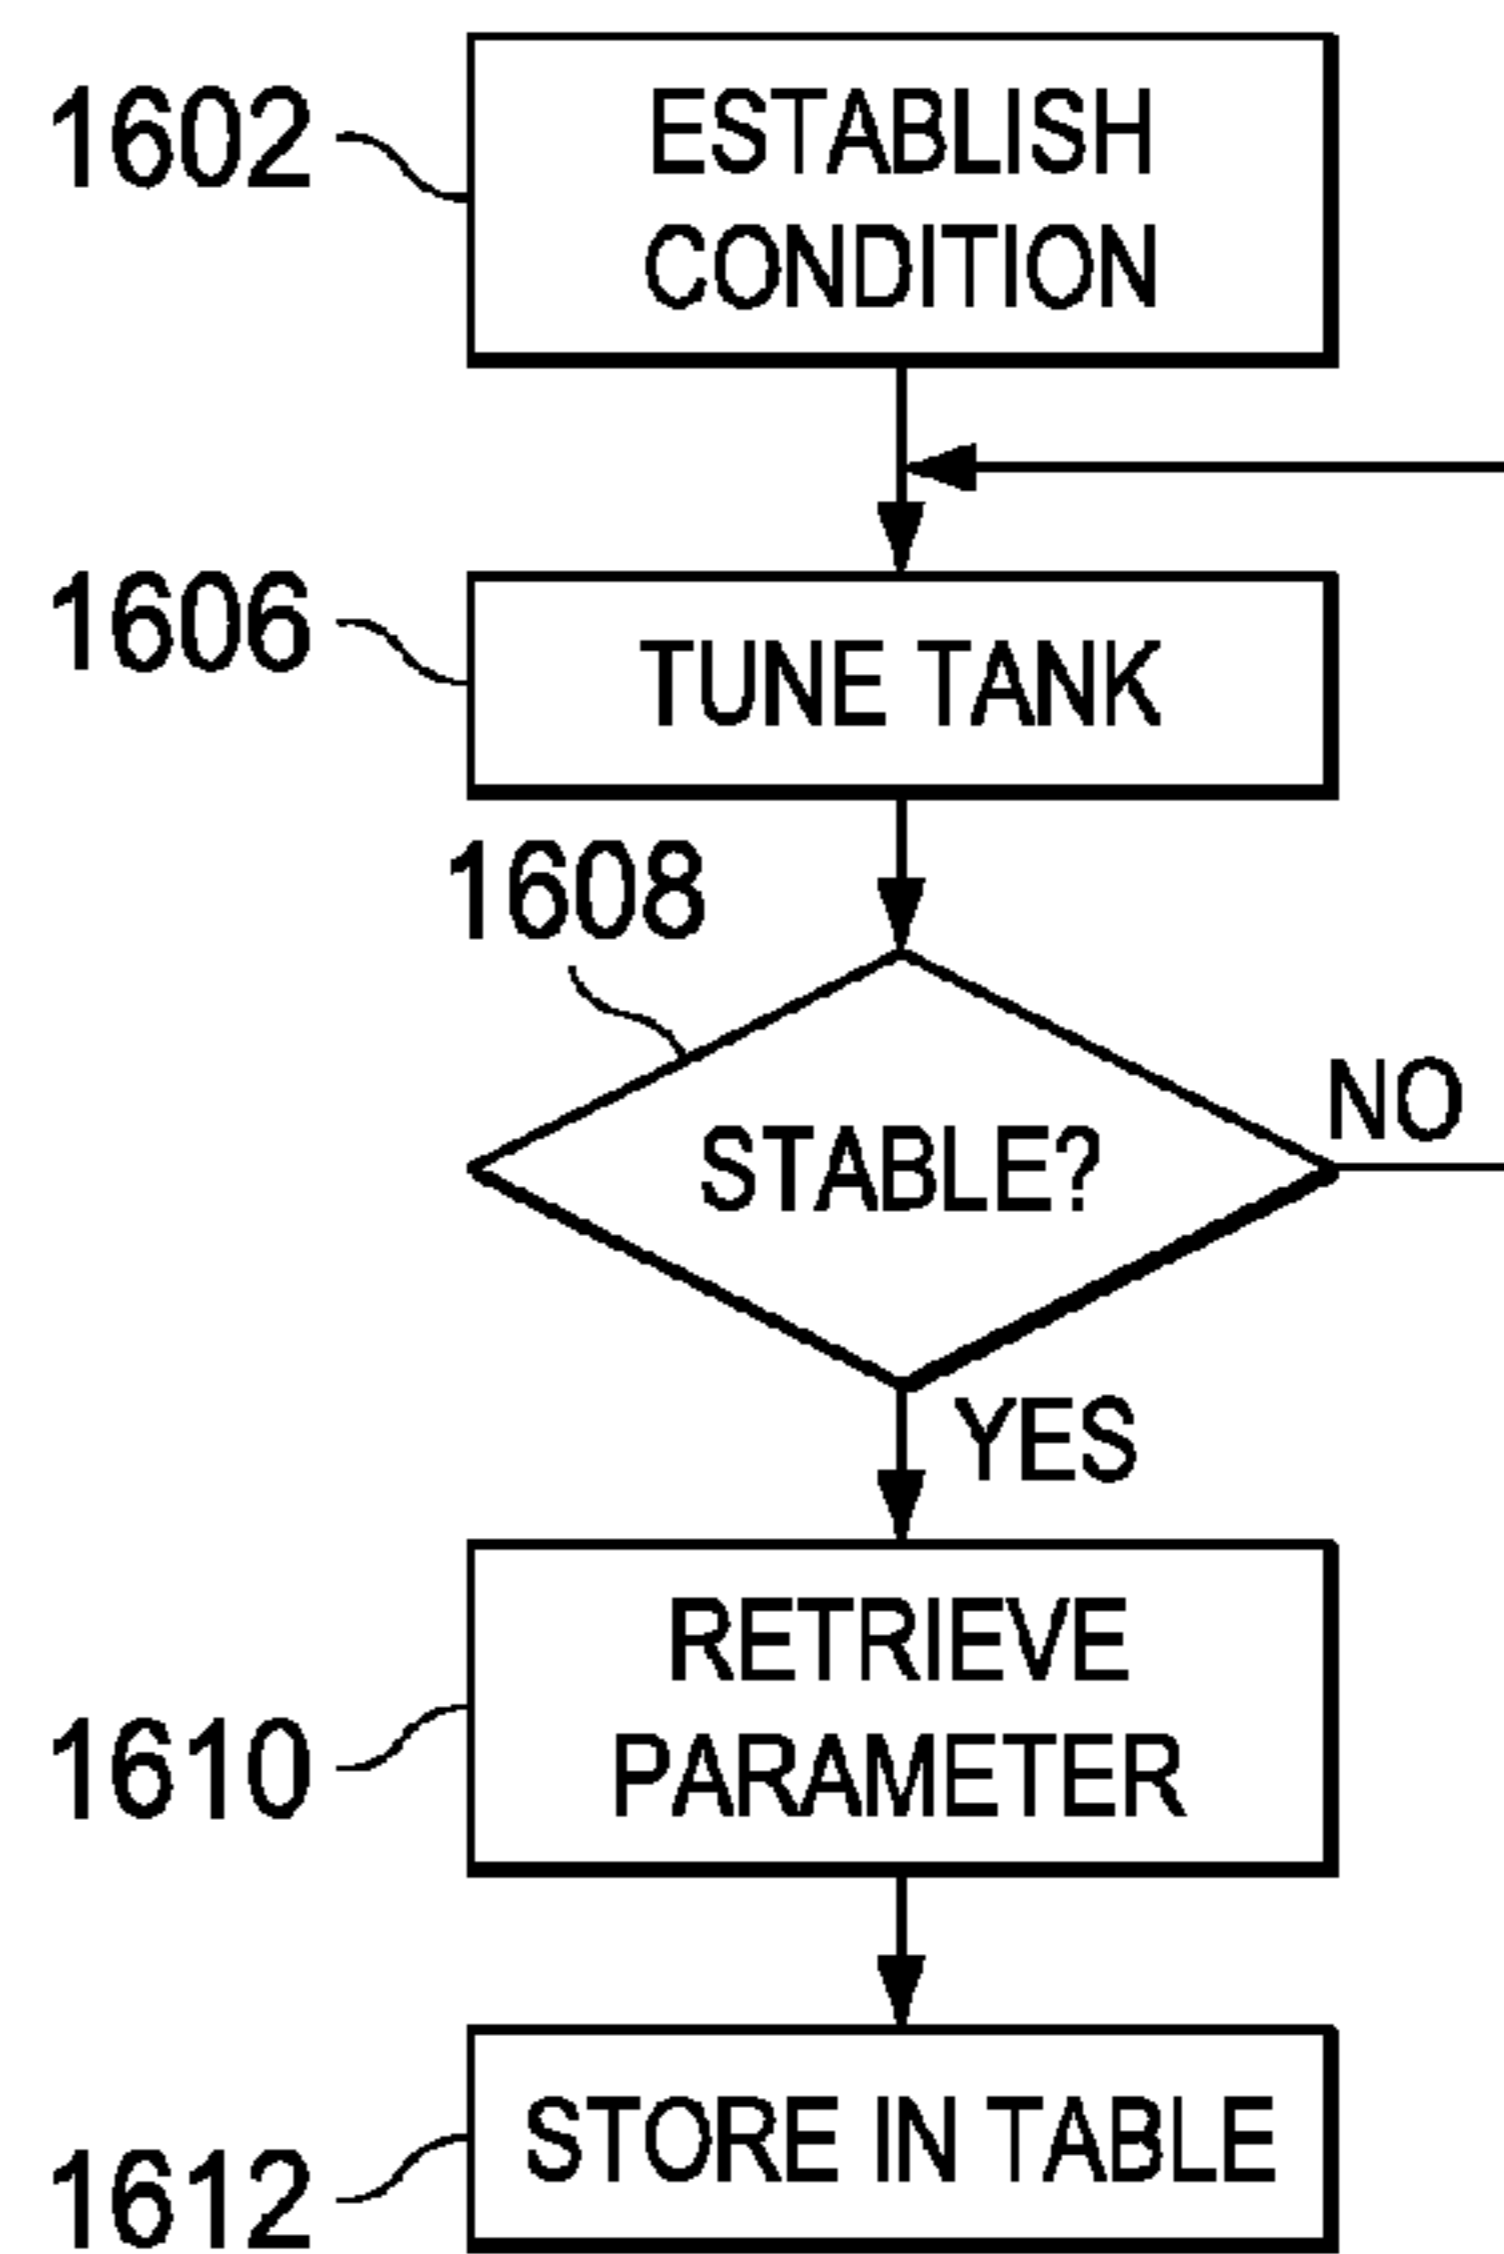 1602
ESTABLISH
CONDITION
1606
TUNE TANK
1608
STABLE?
NO
YES
RETRIEVE
PARAMETER
1610
STORE IN TABLE
1612